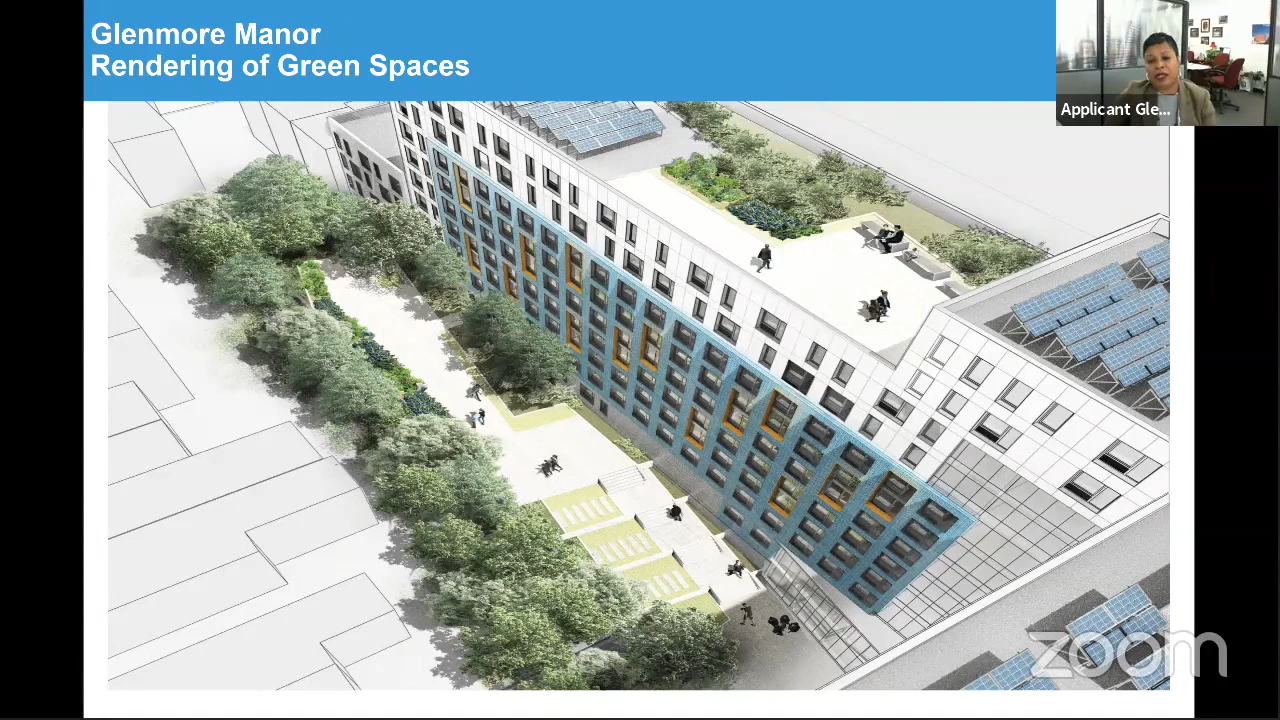 Glenmore Manor
Rendering of Green Spaces
Applicant Gle...
zoom